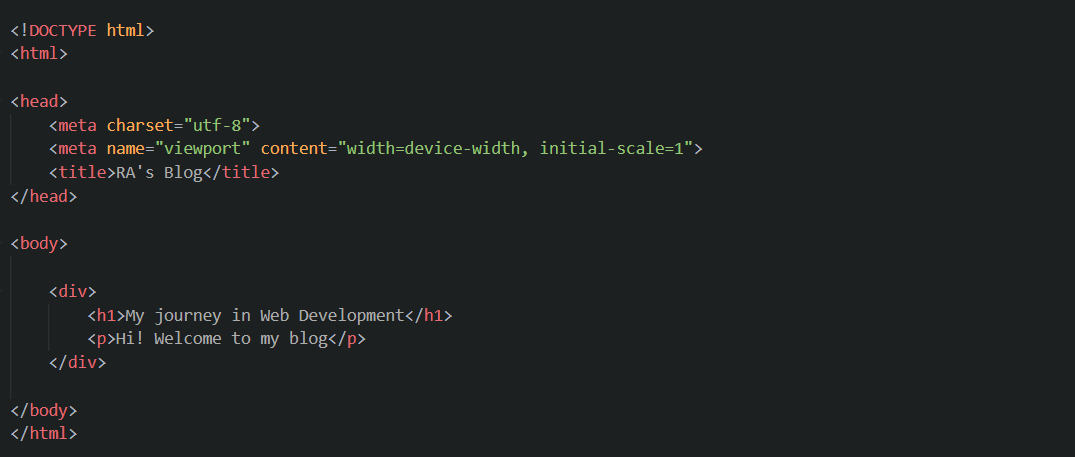 <!DOCTYPE html>
<html>
<head>
<meta charset="utf-8">
<meta name="viewport" content="width=device-width, initial-scale=1">
<title>RA's Blog</title>
</head>
<body>
<div>
<h1>My journey in Web Development</h1>
<p>Hi! Welcome to my blog</p>
</div>
</body>
</html>